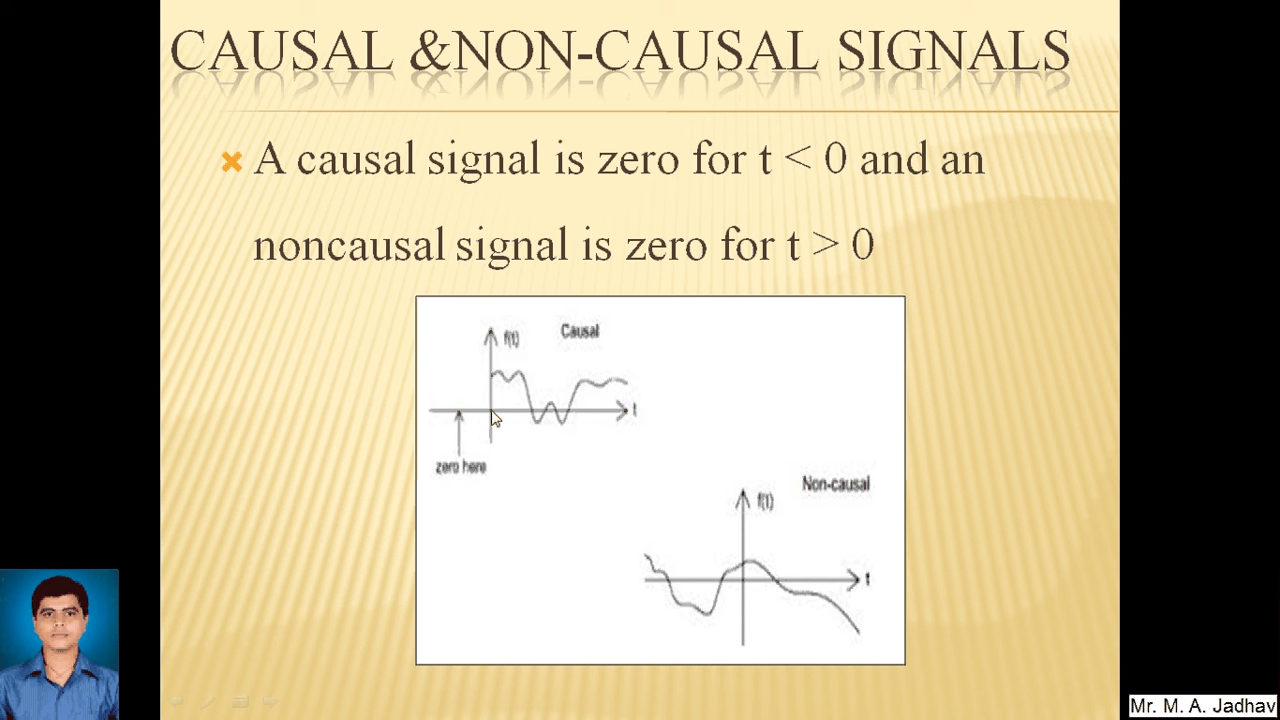 CAUSAL &NON-CAUSAL SIGNALS
A causal signal is zero for t < 0 and an
noncausal signal is zero for t > 0
Causal
f(t)
t
zero here
Non-causal
f(t)
t
Mr. M. A. Jadhav